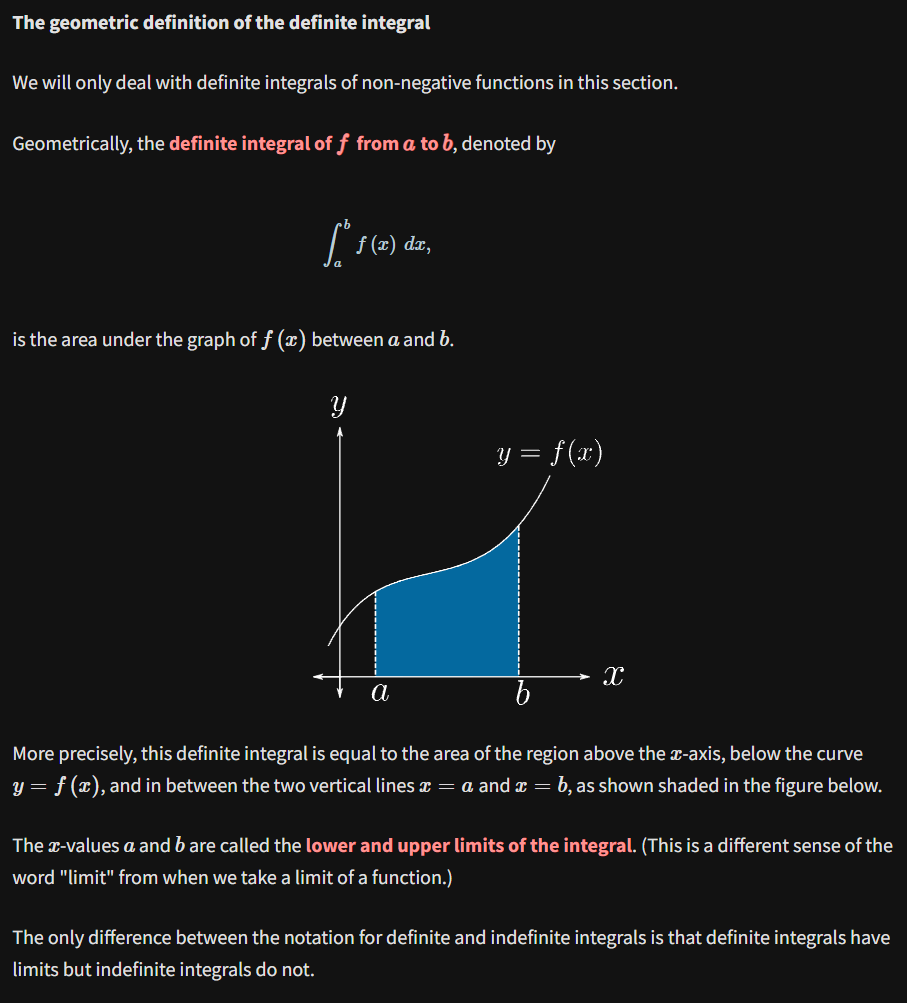 The geometric definition of the definite integral
We will only deal with definite integrals of non-negative functions in this section.
Geometrically, the definite integral of f from a to b, denoted by
∫_a^b f (x) dx,
is the area under the graph of f (x) between a and b.
y
y = f(x)
x
a
b
More precisely, this definite integral is equal to the area of the region above the x-axis, below the curve
y = f (x), and in between the two vertical lines x = a and x = b, as shown shaded in the figure below.
The x-values a and b are called the lower and upper limits of the integral. (This is a different sense of the
word "limit" from when we take a limit of a function.)
The only difference between the notation for definite and indefinite integrals is that definite integrals have
limits but indefinite integrals do not.